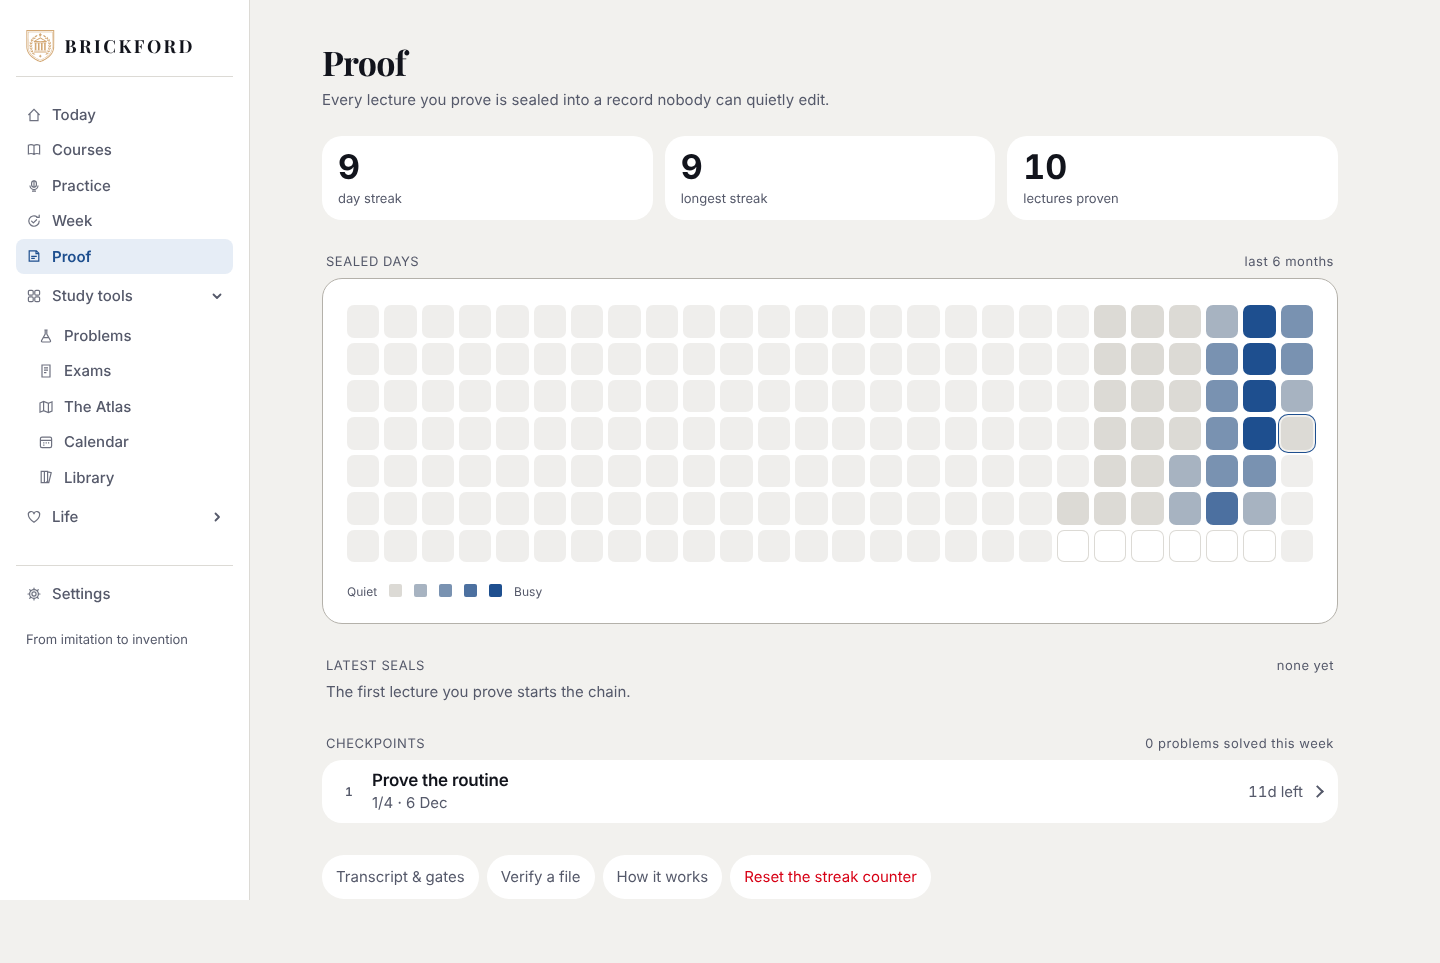 BRICKFORD
Today
Courses
Practice
Week
Proof
Study tools
Problems
Exams
The Atlas
Calendar
Library
Life
Settings
From imitation to invention
Proof
Every lecture you prove is sealed into a record nobody can quietly edit.
9
day streak
9
longest streak
10
lectures proven
SEALED DAYS
last 6 months
Quiet
Busy
LATEST SEALS
none yet
The first lecture you prove starts the chain.
CHECKPOINTS
0 problems solved this week
1
Prove the routine
1/4 · 6 Dec
11d left
Transcript & gates
Verify a file
How it works
Reset the streak counter